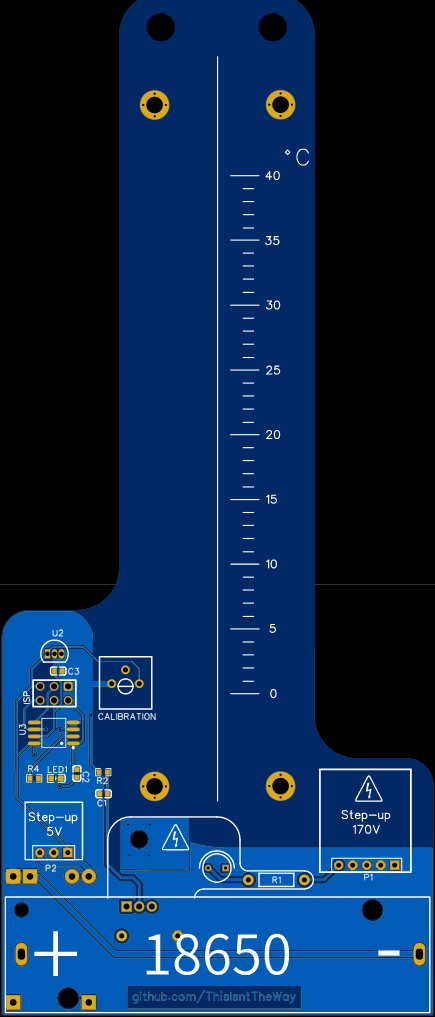 °C
40
35
30
25
20
15
10
5
0
U2
C3
ISP
U3
CALIBRATION
R4
LED1
C2
R2
C1
Step-up
5V
P2
Step-up
170V
P1
R1
+
18650
-
github.com/ThisIsntTheWay